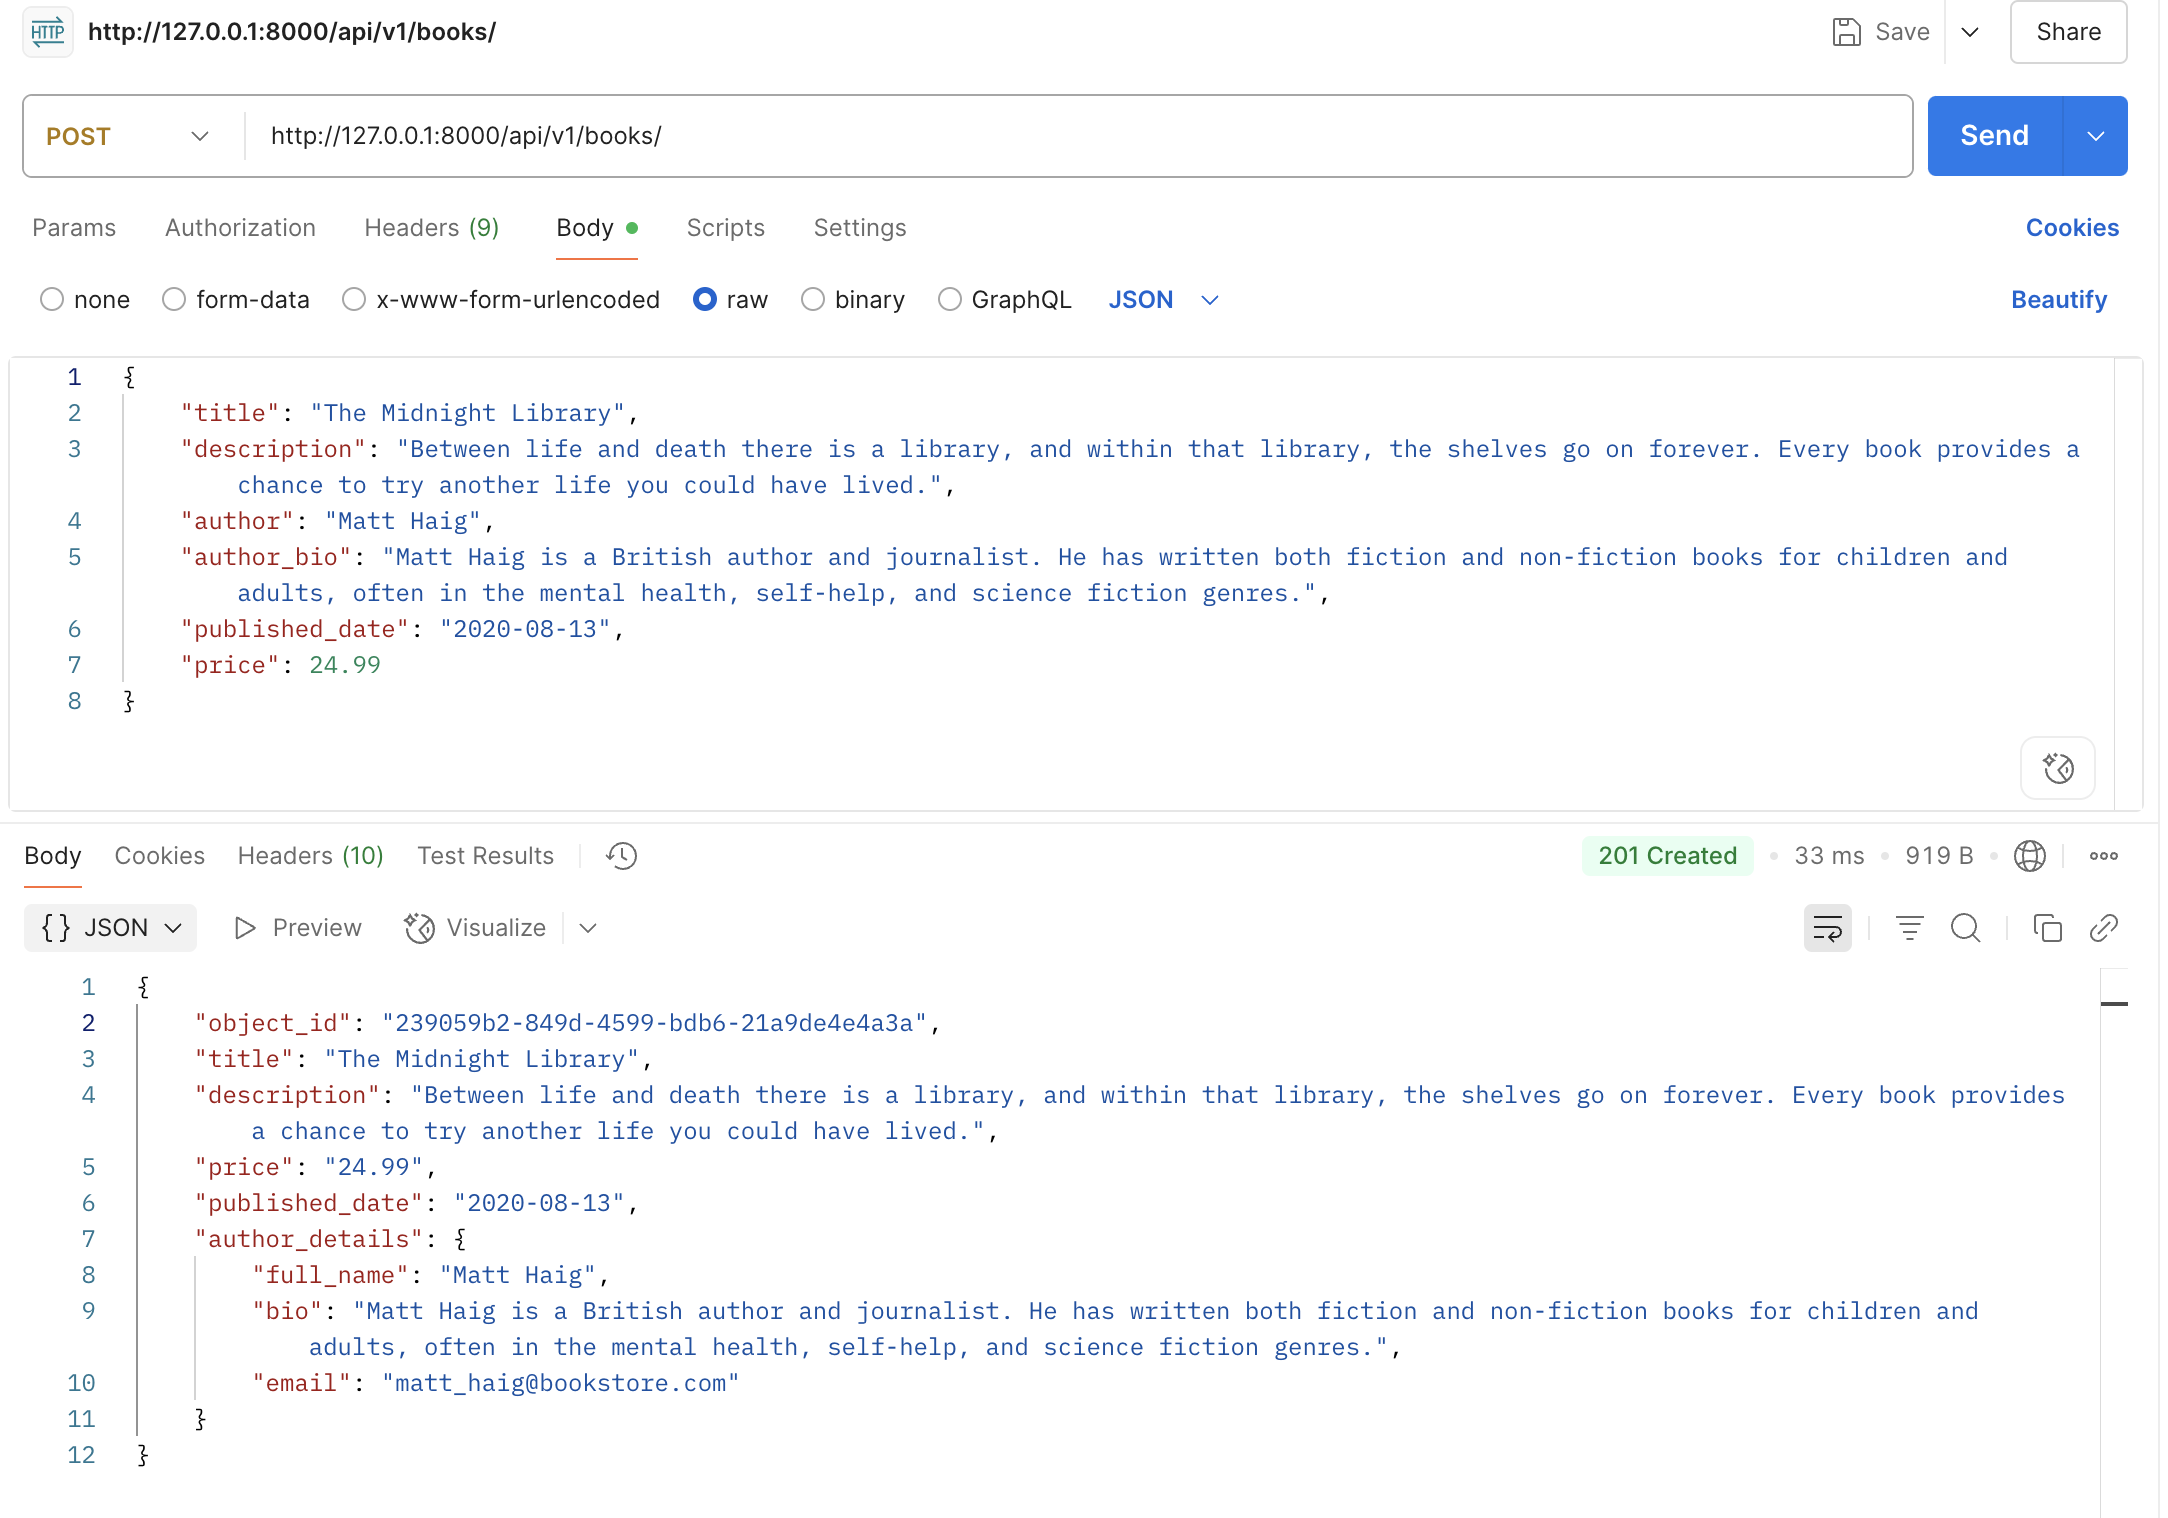 HTTP http://127.0.0.1:8000/api/v1/books/ Save Share
POST http://127.0.0.1:8000/api/v1/books/ Send
Params Authorization Headers (9) Body Scripts Settings Cookies
none form-data x-www-form-urlencoded raw binary GraphQL JSON Beautify
1 {
2 "title": "The Midnight Library",
3 "description": "Between life and death there is a library, and within that library, the shelves go on forever. Every book provides a
chance to try another life you could have lived.",
4 "author": "Matt Haig",
5 "author_bio": "Matt Haig is a British author and journalist. He has written both fiction and non-fiction books for children and
adults, often in the mental health, self-help, and science fiction genres.",
6 "published_date": "2020-08-13",
7 "price": 24.99
8 }
Body Cookies Headers (10) Test Results 201 Created 33 ms 919 B
{} JSON Preview Visualize
1 {
2 "object_id": "239059b2-849d-4599-bdb6-21a9de4e4a3a",
3 "title": "The Midnight Library",
4 "description": "Between life and death there is a library, and within that library, the shelves go on forever. Every book provides
a chance to try another life you could have lived.",
5 "price": "24.99",
6 "published_date": "2020-08-13",
7 "author_details": {
8 "full_name": "Matt Haig",
9 "bio": "Matt Haig is a British author and journalist. He has written both fiction and non-fiction books for children and
adults, often in the mental health, self-help, and science fiction genres.",
10 "email": "matt_haig@bookstore.com"
11 }
12 }